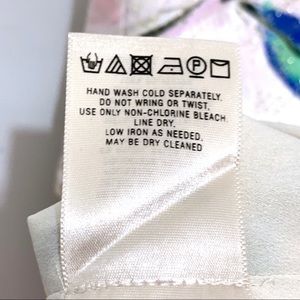 HAND WASH COLD SEPARATELY.
DO NOT WRING OR TWIST.
USE ONLY NON-CHLORINE BLEACH
LINE DRY.
LOW IRON AS NEEDED.
MAY BE DRY CLEANED